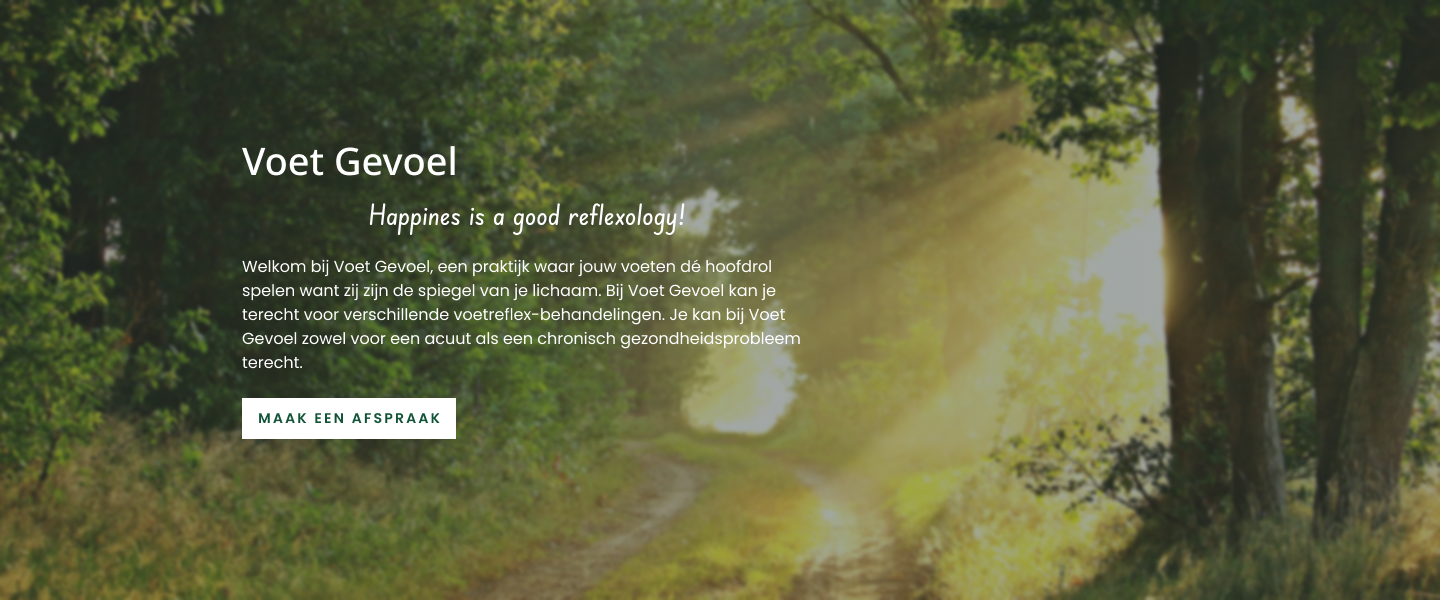 Voet Gevoel
Happines is a good reflexology!
Welkom bij Voet Gevoel, een praktijk waar jouw voeten dé hoofdrol
spelen want zij zijn de spiegel van je lichaam. Bij Voet Gevoel kan je
terecht voor verschillende voetreflex-behandelingen. Je kan bij Voet
Gevoel zowel voor een acuut als een chronisch gezondheidsprobleem
terecht.
MAAK EEN AFSPRAAK